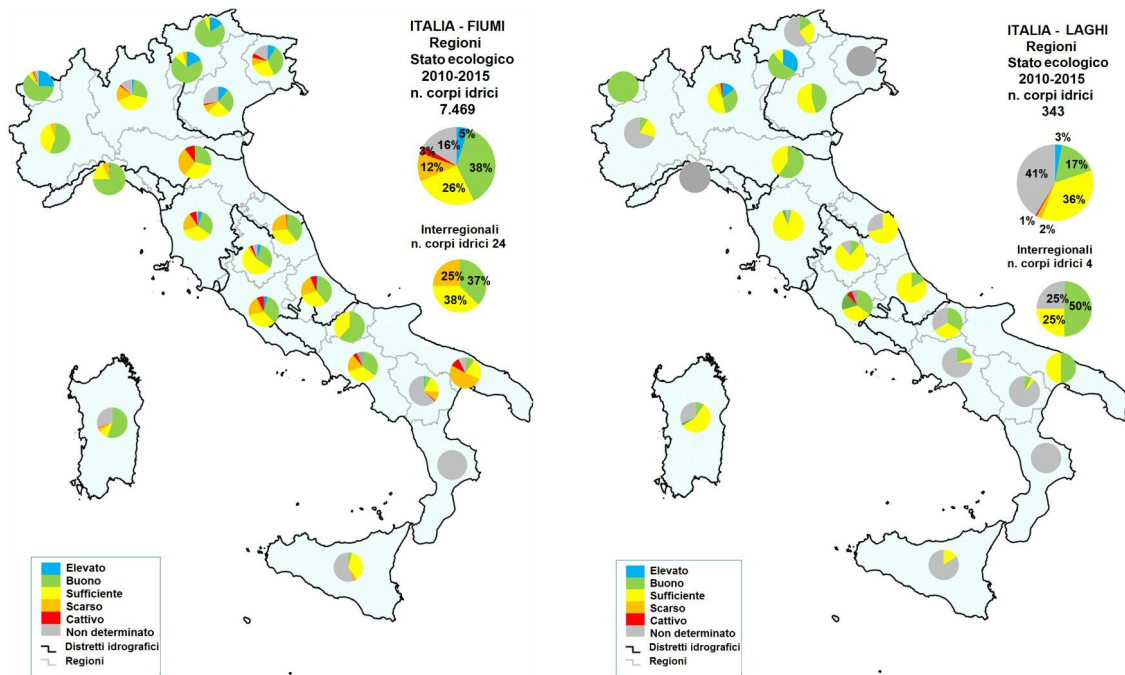 ITALIA - FIUMI
Regioni
Stato ecologico
2010-2015
n. corpi idrici
7.469
5%
16%
3%
38%
12%
26%
Interregionali
n. corpi idrici 24
25%
37%
38%
Elevato
Buono
Sufficiente
Scarso
Cattivo
Non determinato
Distretti idrografici
Regioni
ITALIA - LAGHI
Regioni
Stato ecologico
2010-2015
n. corpi idrici
343
3%
17%
41%
36%
1%
2%
Interregionali
n. corpi idrici 4
25%
50%
25%
Elevato
Buono
Sufficiente
Scarso
Cattivo
Non determinato
Distretti idrografici
Regioni